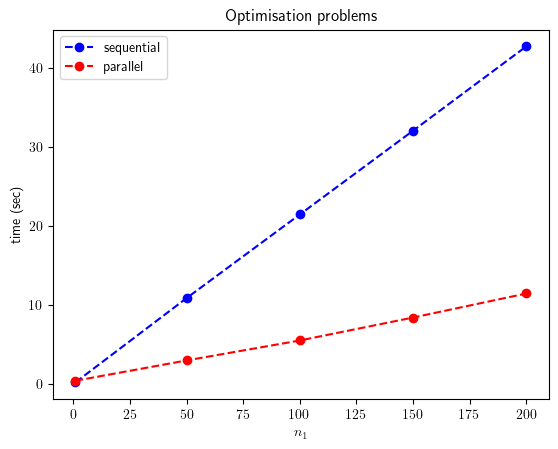 Optimisation problems
sequential
parallel
time (sec)
40
30
20
10
0
0 25 50 75 100 125 150 175 200
n₁